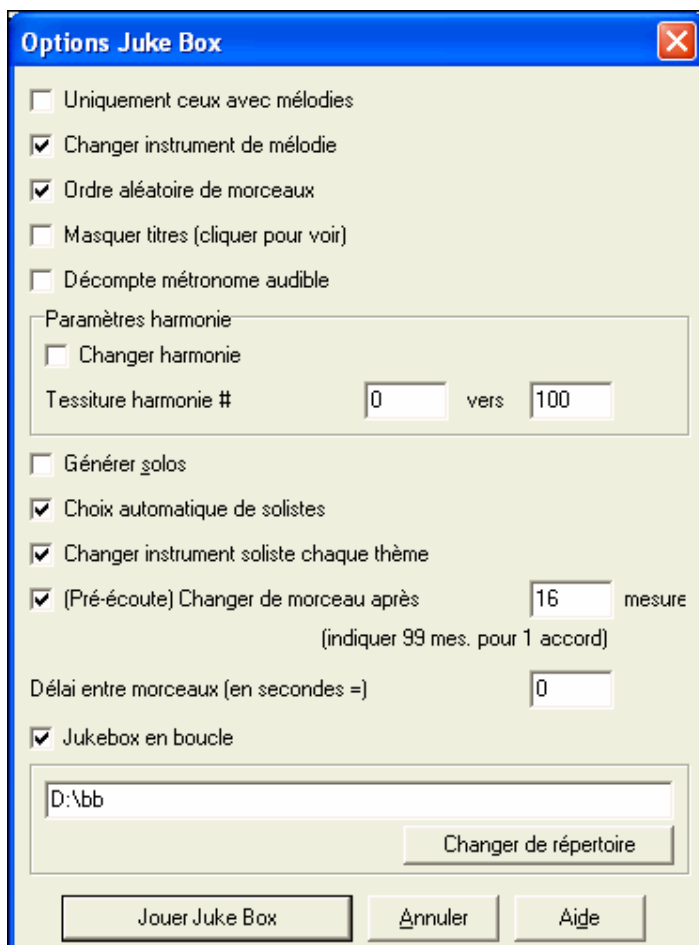 Options Juke Box
Uniquement ceux avec mélodies
Changer instrument de mélodie
Ordre aléatoire de morceaux
Masquer titres (cliquer pour voir)
Décompte métronome audible
Paramètres harmonie
Changer harmonie
Tessiture harmonie # 0 vers 100
Générer solos
Choix automatique de solistes
Changer instrument soliste chaque thème
(Pré-écoute) Changer de morceau après 16 mesure
(indiquer 99 mes. pour 1 accord)
Délai entre morceaux (en secondes =) 0
Jukebox en boucle
D:\bb
Changer de répertoire
Jouer Juke Box Annuler Aide